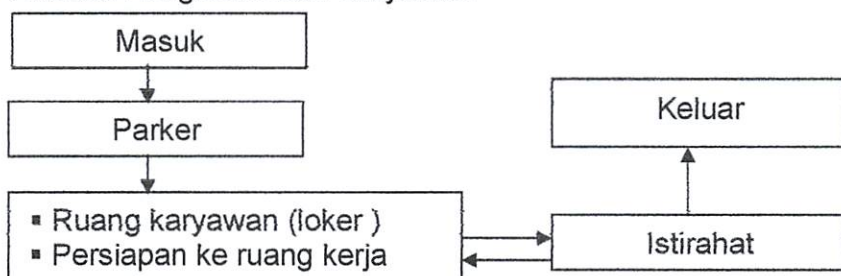 Masuk
Parker
Keluar
▪ Ruang karyawan (loker )
▪ Persiapan ke ruang kerja
Istirahat